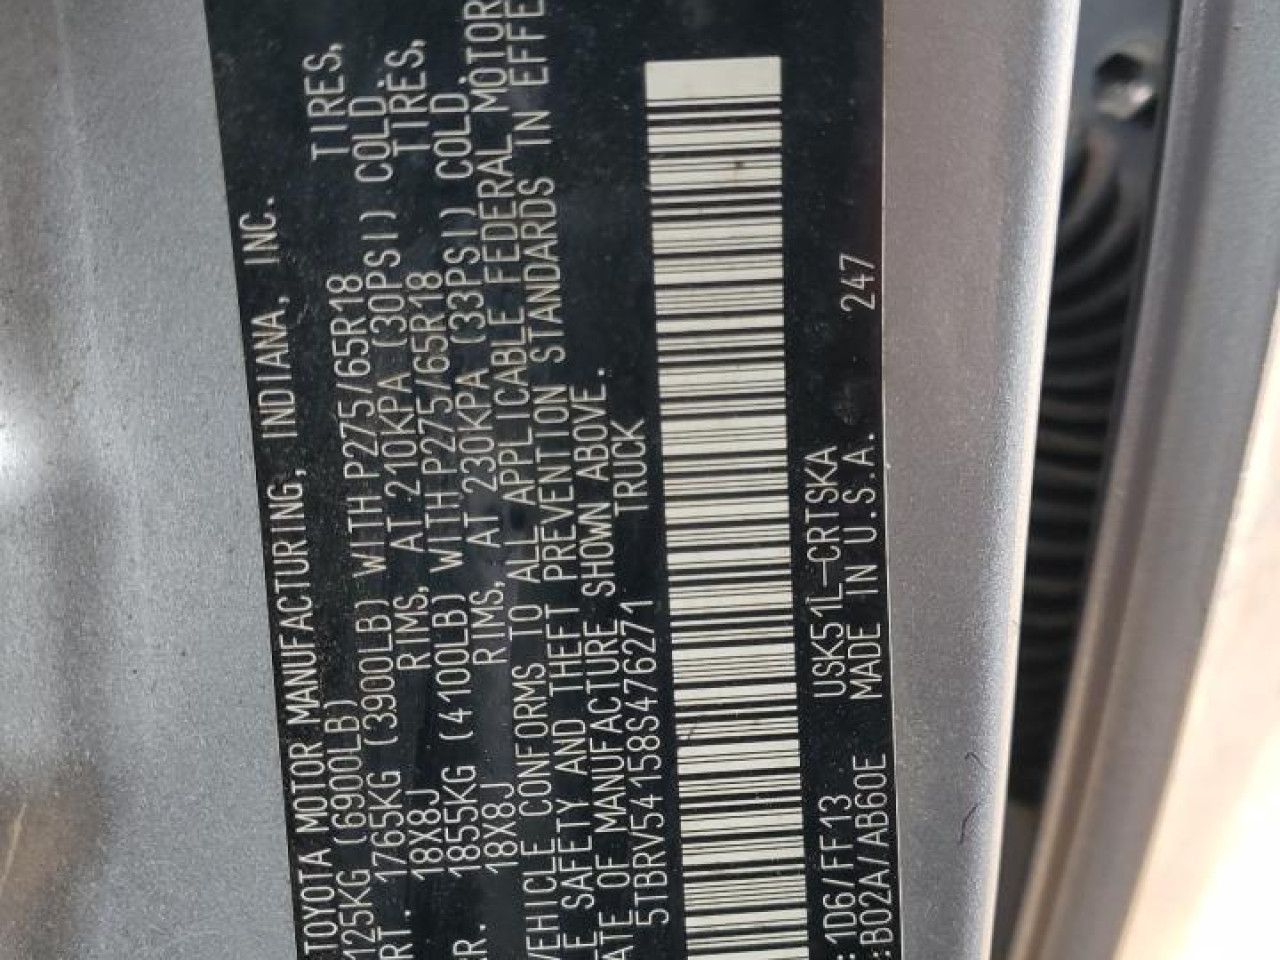 TOYOTA MOTOR MANUFACTURING, INDIANA, INC.
125KG (6900LB)
RT. 1765KG (3900LB) WITH P275/65R18 TIRES,
18X8J RIMS, AT 210KPA (30PSI) COLD
ER. 1855KG (4100LB) WITH P275/65R18 TIRES,
18X8J RIMS, AT 230KPA (33PSI) COLD
VEHICLE CONFORMS TO ALL APPLICABLE FEDERAL MOTOR
E SAFETY AND THEFT PREVENTION STANDARDS IN EFFE
ATE OF MANUFACTURE SHOWN ABOVE.
5TBRV54158S476271 TRUCK
: 1D6/FF13 USK51L-CRTSKA
: B02A/AB60E MADE IN U.S.A. 247